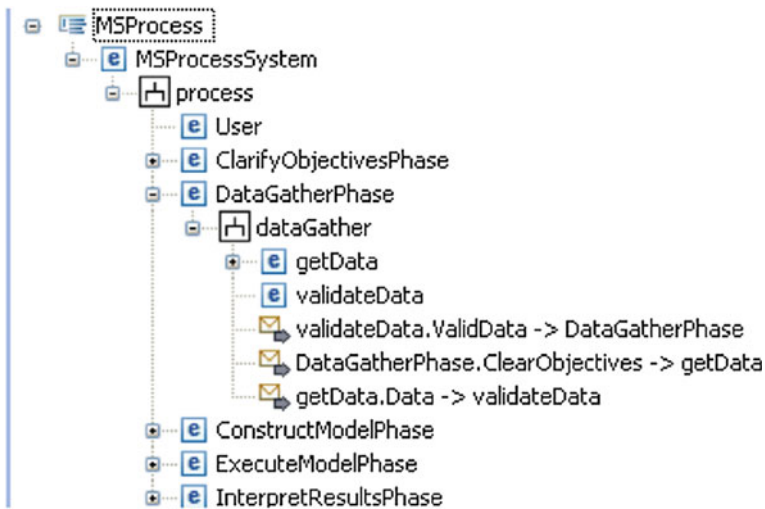 MSProcess
MSProcessSystem
process
User
ClarifyObjectivesPhase
DataGatherPhase
dataGather
getData
validateData
validateData.ValidData -> DataGatherPhase
DataGatherPhase.ClearObjectives -> getData
getData.Data -> validateData
ConstructModelPhase
ExecuteModelPhase
InterpretResultsPhase